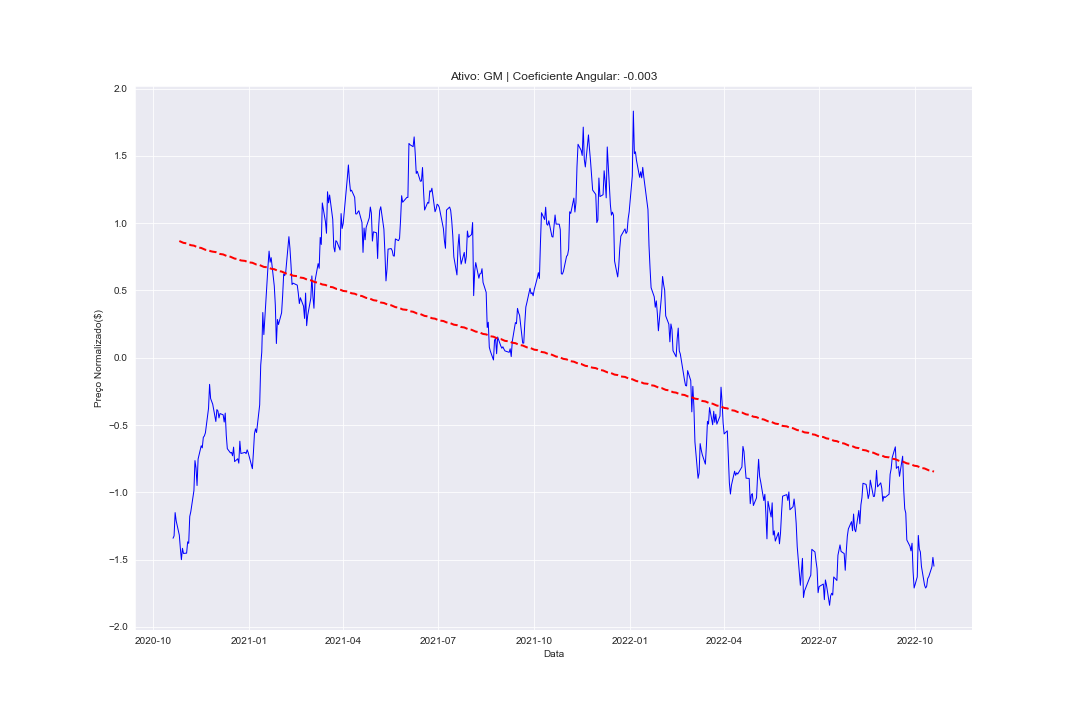 Ativo: GM | Coeficiente Angular: -0.003
Preço Normalizado($)
2.0
1.5
1.0
0.5
0.0
−0.5
−1.0
−1.5
−2.0
2020-10 2021-01 2021-04 2021-07 2021-10 2022-01 2022-04 2022-07 2022-10
Data